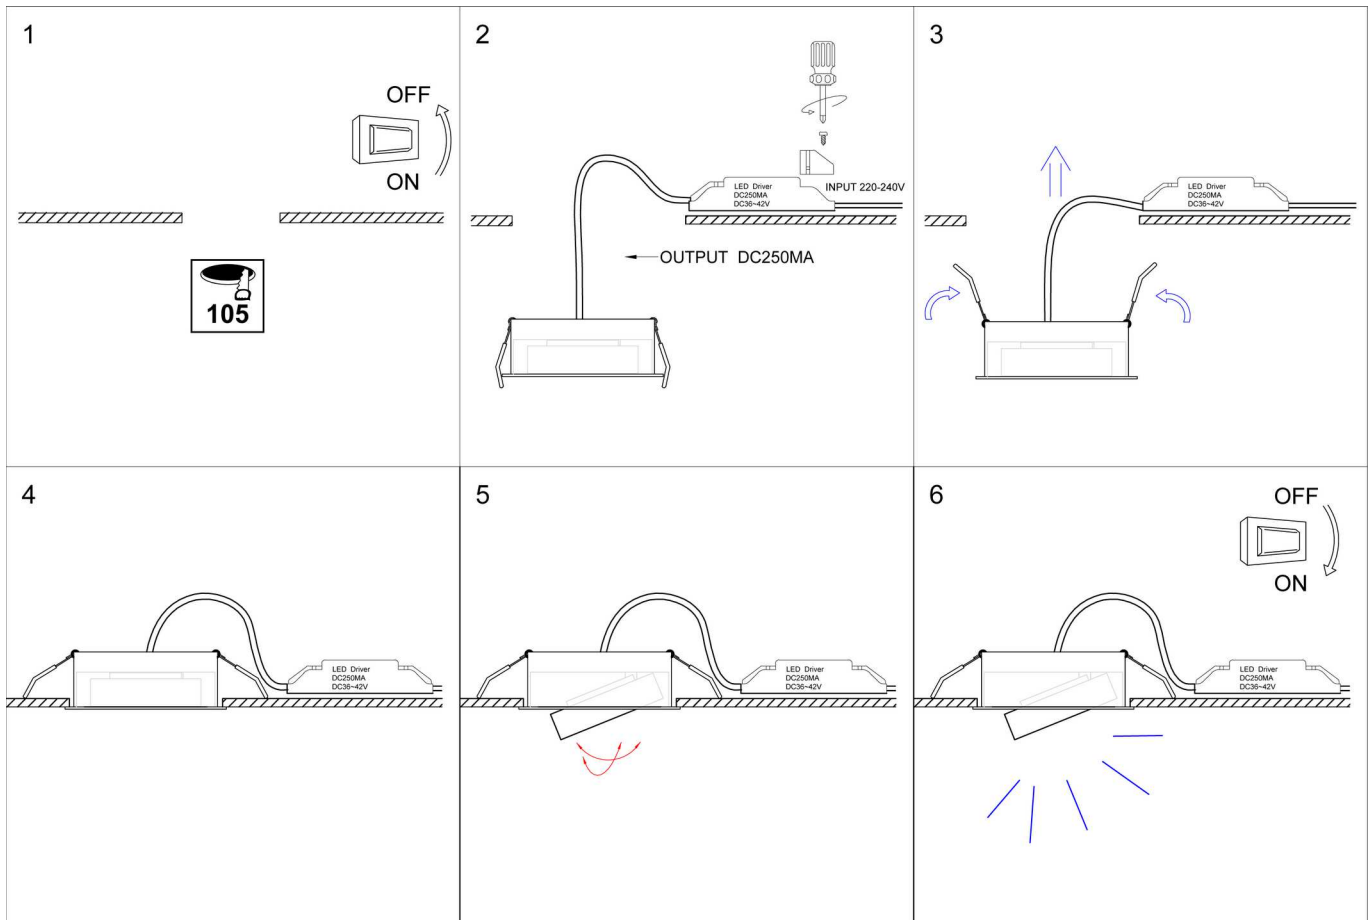 1
OFF
ON
105
2
LED Driver
DC250MA
DC36~42V
INPUT 220-240V
OUTPUT DC250MA
3
LED Driver
DC250MA
DC36~42V
4
LED Driver
DC250MA
DC36~42V
5
LED Driver
DC250MA
DC36~42V
6
OFF
ON
LED Driver
DC250MA
DC36~42V